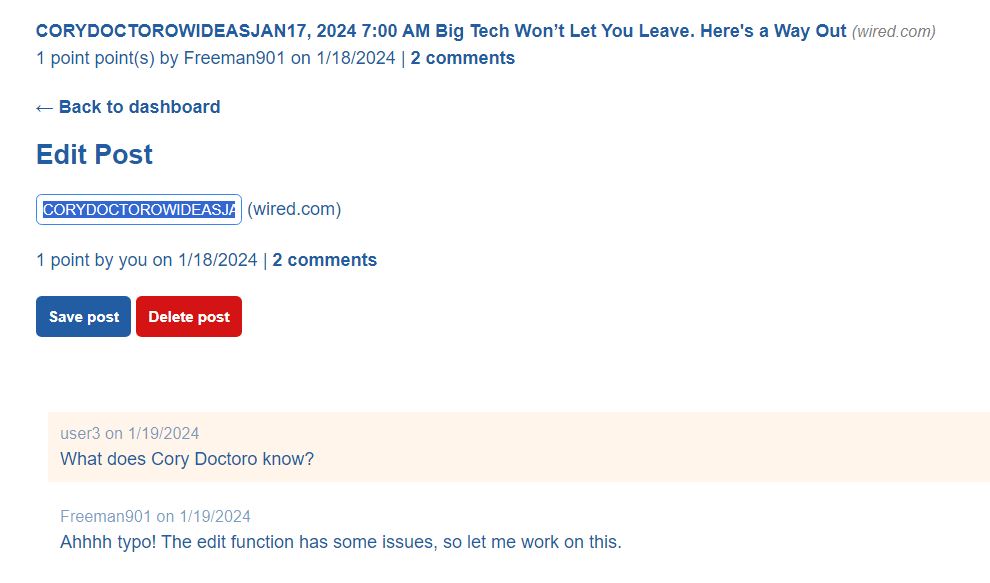 CORYDOCTOROWIDEASJAN17, 2024 7:00 AM Big Tech Won’t Let You Leave. Here's a Way Out (wired.com)
1 point point(s) by Freeman901 on 1/18/2024 | 2 comments
← Back to dashboard
Edit Post
CORYDOCTOROWIDEASJA (wired.com)
1 point by you on 1/18/2024 | 2 comments
Save post Delete post
user3 on 1/19/2024
What does Cory Doctoro know?
Freeman901 on 1/19/2024
Ahhhh typo! The edit function has some issues, so let me work on this.